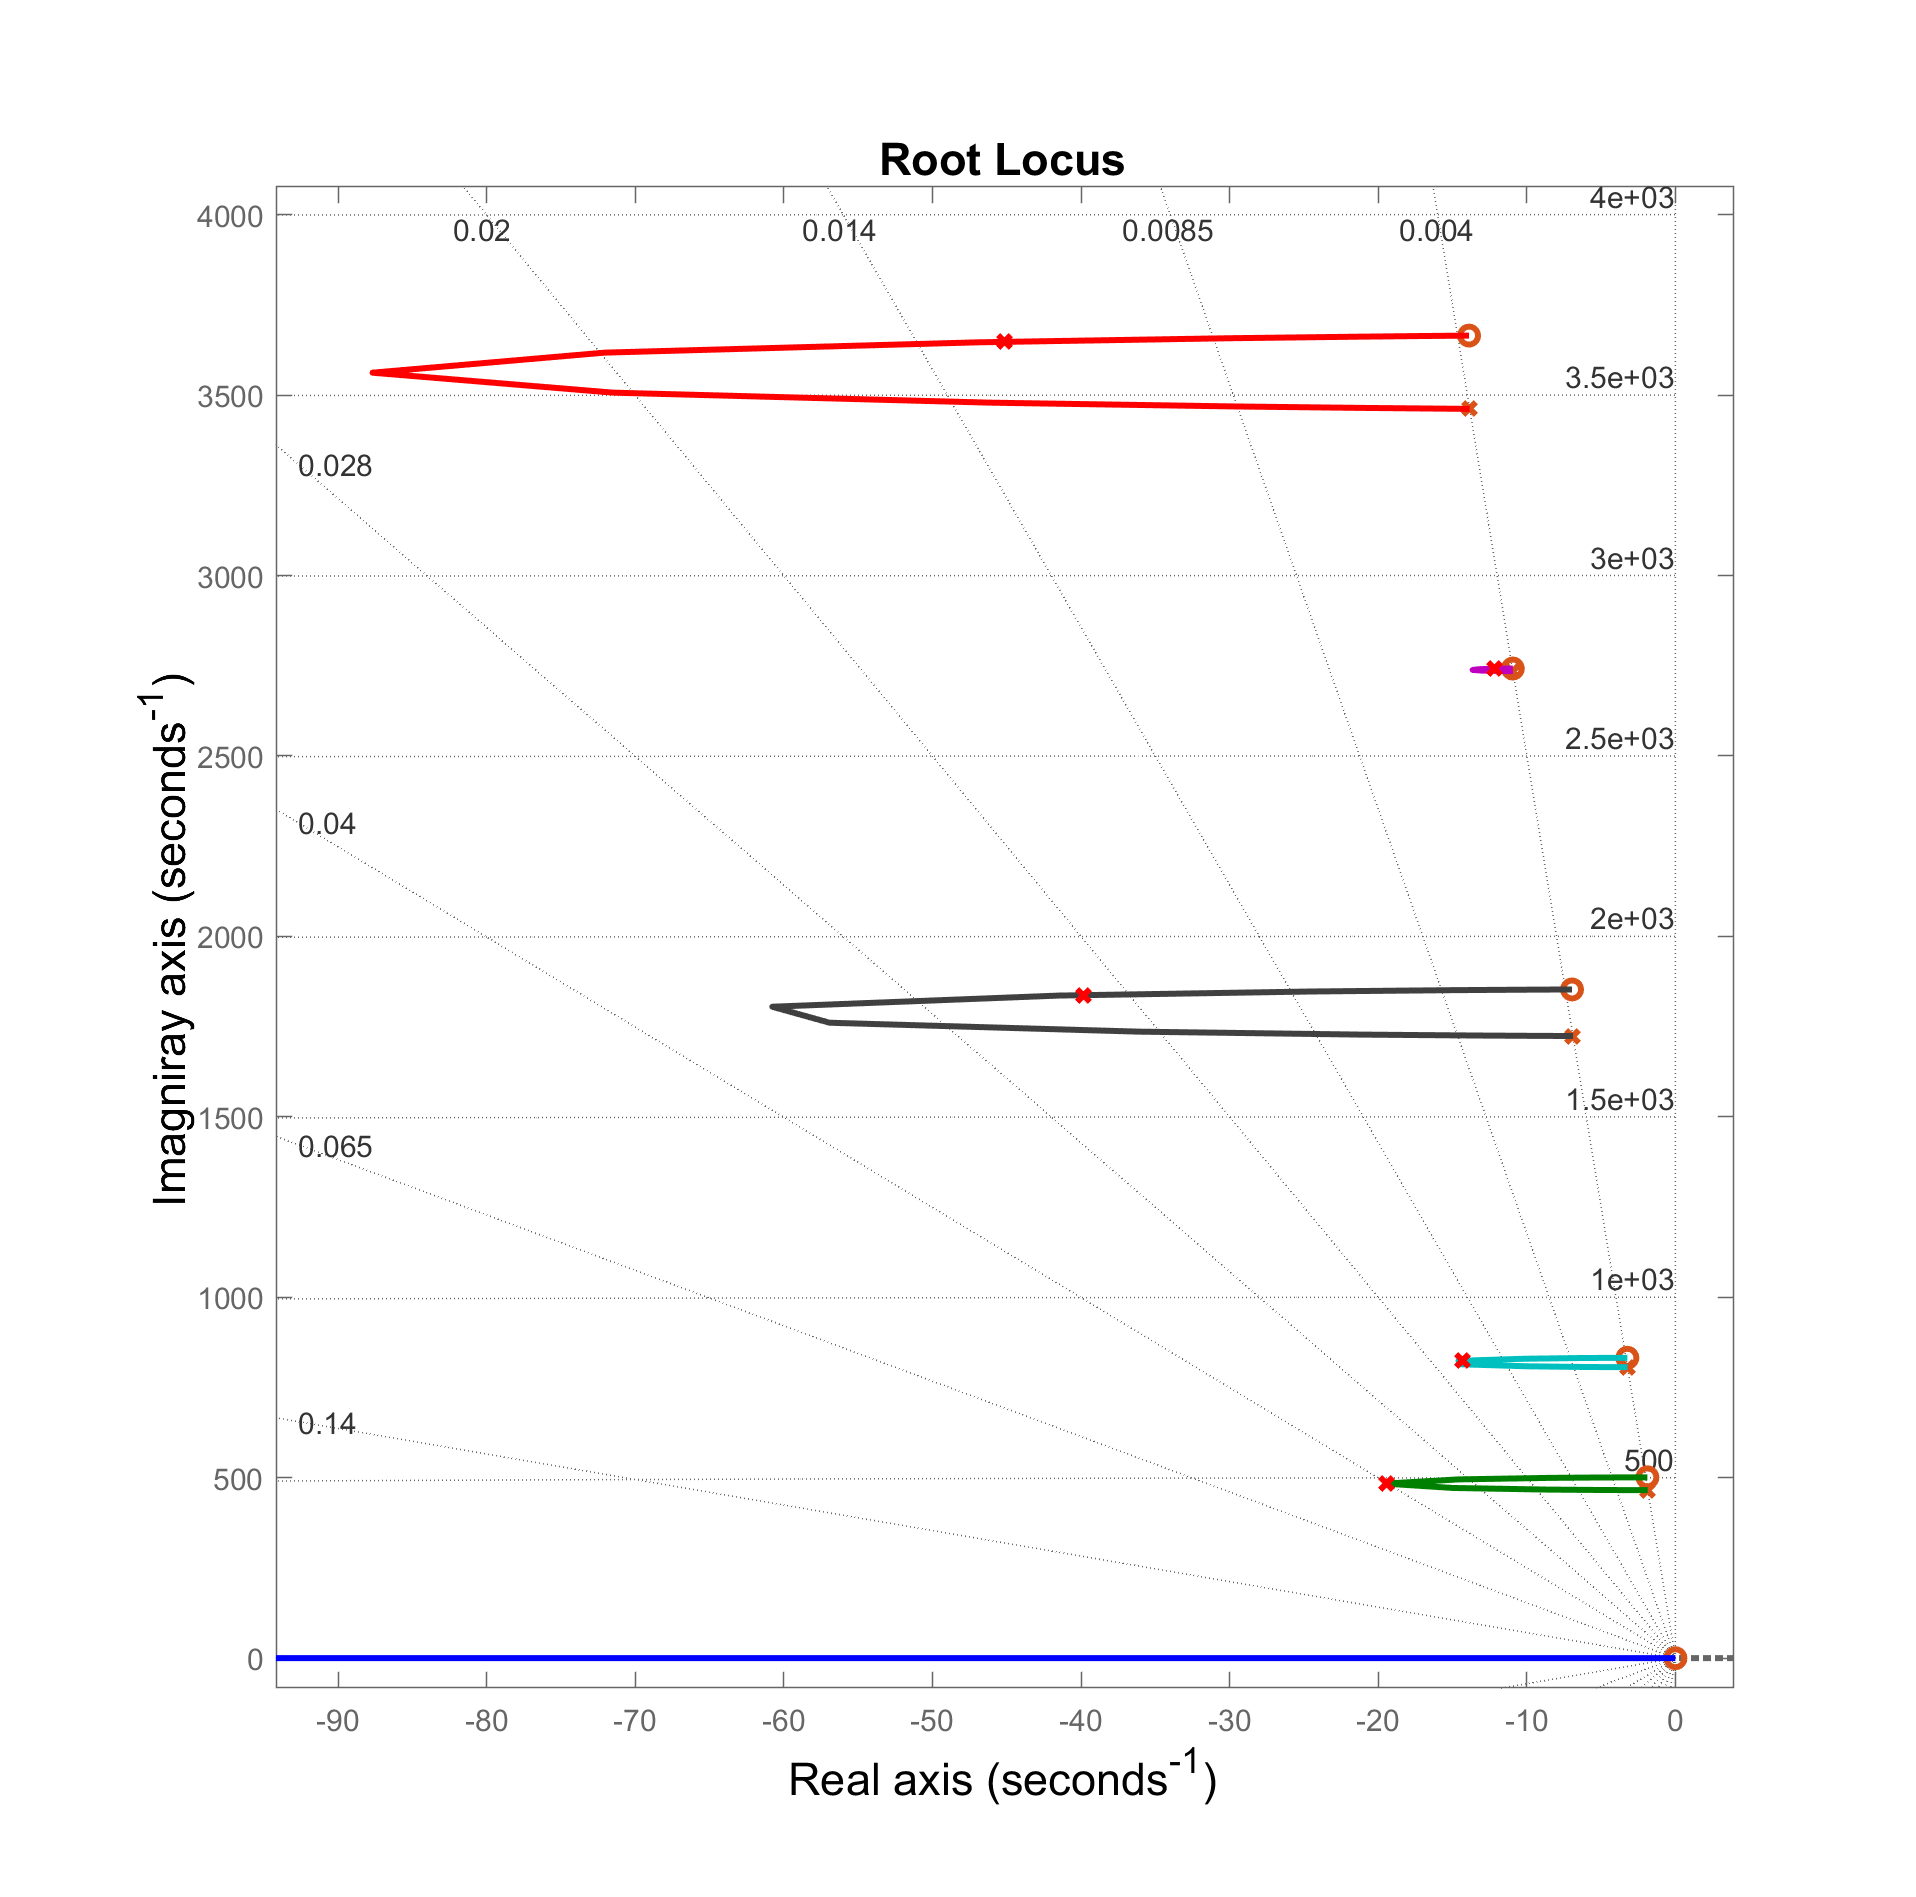 Root Locus
4e+03
4000
0.02 0.014 0.0085 0.004
3.5e+03
3500
0.028
3e+03
3000
2.5e+03
2500
0.04
2e+03
2000
1.5e+03
1500
0.065
1e+03
1000
0.14
500
500
0
-90 -80 -70 -60 -50 -40 -30 -20 -10 0
Real axis (seconds-1)
Imagniray axis (seconds-1)